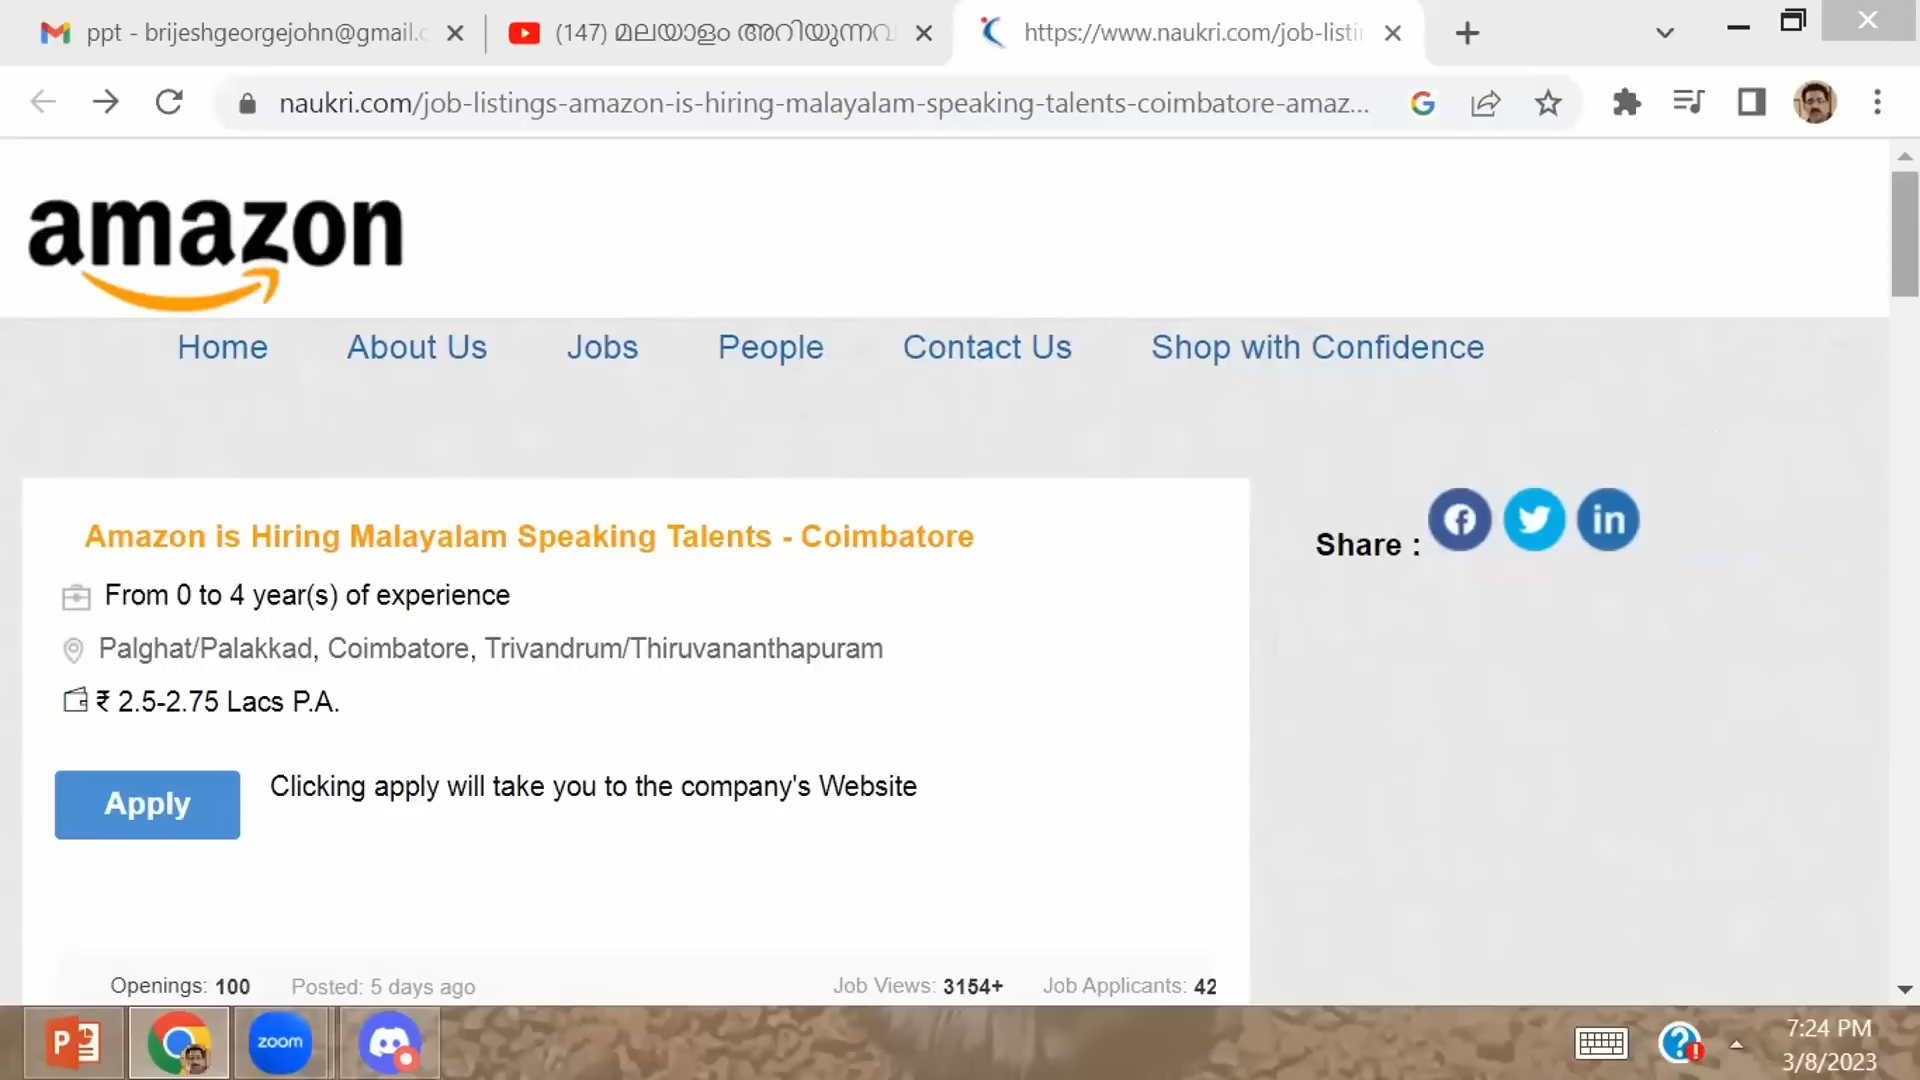 ppt - brijeshgeorgejohn@gmail.c
(147) മലയാളം അറിയുന്നവ
https://www.naukri.com/job-listi
naukri.com/job-listings-amazon-is-hiring-malayalam-speaking-talents-coimbatore-amaz...
amazon
Home About Us Jobs People Contact Us Shop with Confidence
Amazon is Hiring Malayalam Speaking Talents - Coimbatore
Share :
From 0 to 4 year(s) of experience
Palghat/Palakkad, Coimbatore, Trivandrum/Thiruvananthapuram
₹ 2.5-2.75 Lacs P.A.
Apply
Clicking apply will take you to the company's Website
Openings: 100 Posted: 5 days ago Job Views: 3154+ Job Applicants: 42
zoom
7:24 PM
3/8/2023